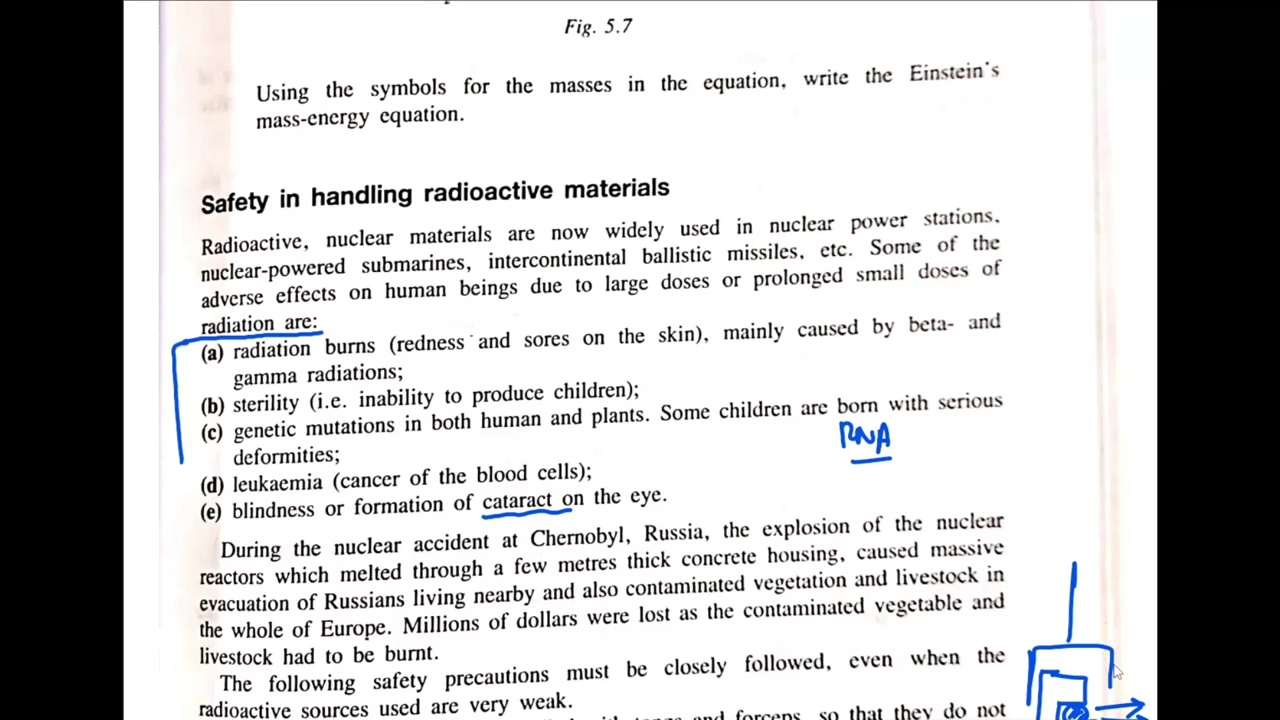 Fig. 5.7
Using the symbols for the masses in the equation, write the Einstein's
mass-energy equation.
Safety in handling radioactive materials
Radioactive, nuclear materials are now widely used in nuclear power stations,
nuclear-powered submarines, intercontinental ballistic missiles, etc. Some of the
adverse effects on human beings due to large doses or prolonged small doses of
radiation are:
(a) radiation burns (redness and sores on the skin), mainly caused by beta- and
gamma radiations;
(b) sterility (i.e. inability to produce children);
(c) genetic mutations in both human and plants. Some children are born with serious
RNA
deformities;
(d) leukaemia (cancer of the blood cells);
(e) blindness or formation of cataract on the eye.
During the nuclear accident at Chernobyl, Russia, the explosion of the nuclear
reactors which melted through a few metres thick concrete housing, caused massive
evacuation of Russians living nearby and also contaminated vegetation and livestock in
the whole of Europe. Millions of dollars were lost as the contaminated vegetable and
livestock had to be burnt.
The following safety precautions must be closely followed, even when the
radioactive sources used are very weak.
and forceps, so that they do not